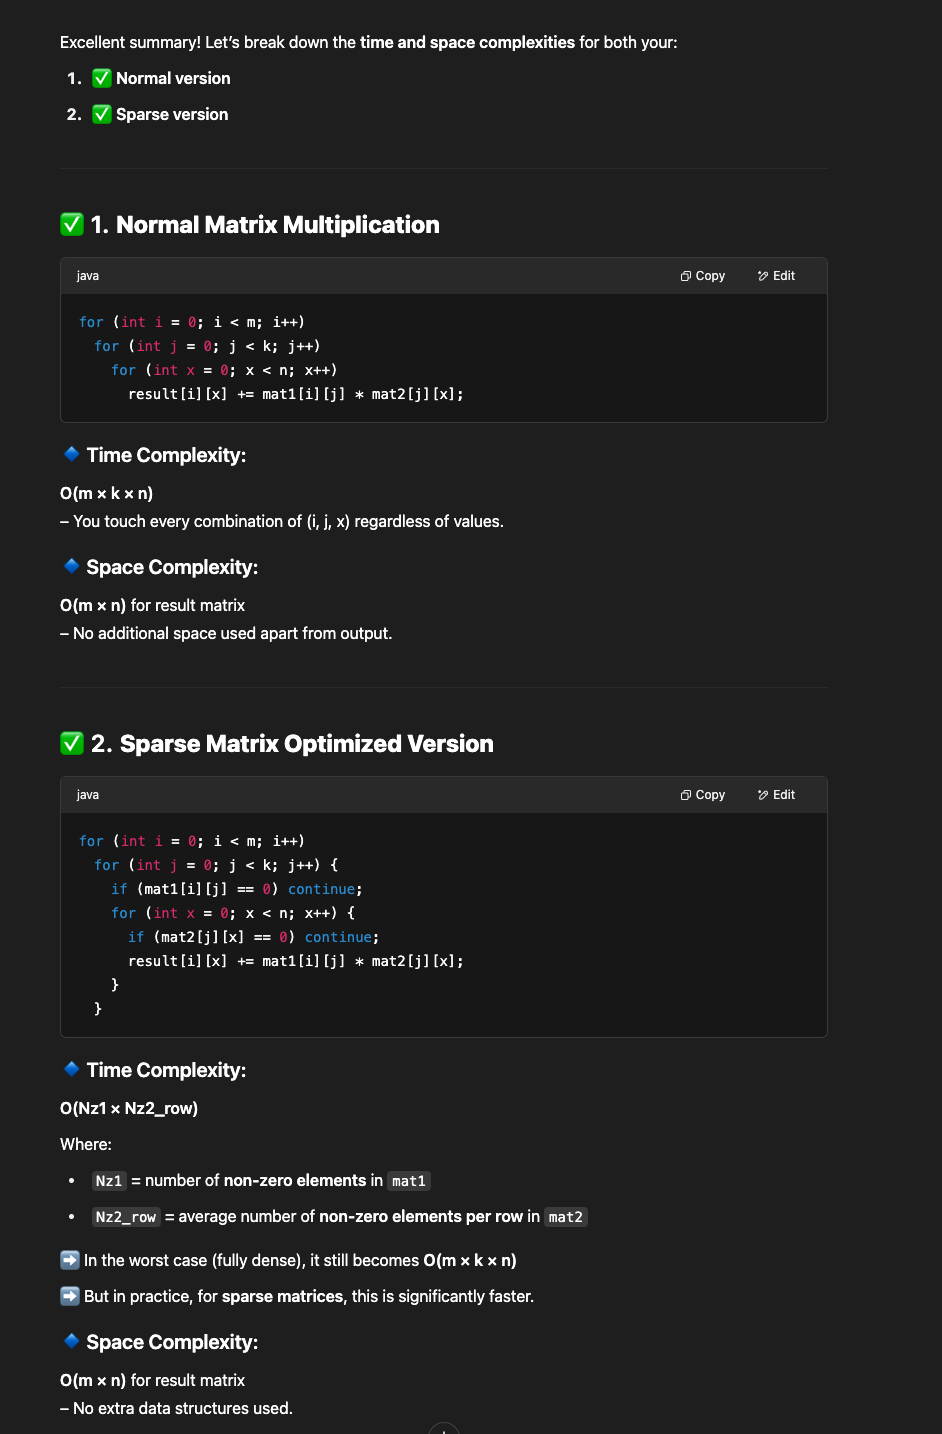 Excellent summary! Let’s break down the time and space complexities for both your:
1. ✅ Normal version
2. ✅ Sparse version
✅ 1. Normal Matrix Multiplication
java Copy Edit
for (int i = 0; i < m; i++)
  for (int j = 0; j < k; j++)
    for (int x = 0; x < n; x++)
      result[i][x] += mat1[i][j] * mat2[j][x];
🔹 Time Complexity:
O(m × k × n)
– You touch every combination of (i, j, x) regardless of values.
🔹 Space Complexity:
O(m × n) for result matrix
– No additional space used apart from output.
✅ 2. Sparse Matrix Optimized Version
java Copy Edit
for (int i = 0; i < m; i++)
  for (int j = 0; j < k; j++) {
    if (mat1[i][j] == 0) continue;
    for (int x = 0; x < n; x++) {
      if (mat2[j][x] == 0) continue;
      result[i][x] += mat1[i][j] * mat2[j][x];
    }
  }
🔹 Time Complexity:
O(Nz1 × Nz2_row)
Where:
• Nz1 = number of non-zero elements in mat1
• Nz2_row = average number of non-zero elements per row in mat2
➡️ In the worst case (fully dense), it still becomes O(m × k × n)
➡️ But in practice, for sparse matrices, this is significantly faster.
🔹 Space Complexity:
O(m × n) for result matrix
– No extra data structures used.